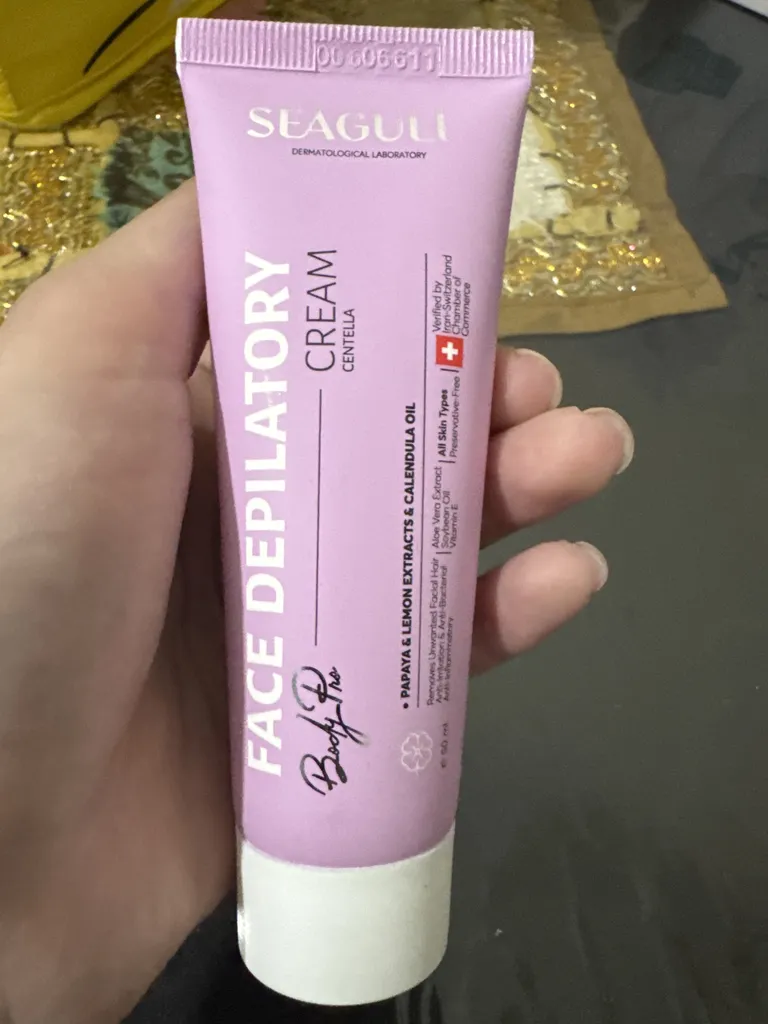 00606611
SEAGULL
DERMATOLOGICAL LABORATORY
FACE DEPILATORY
CREAM
CENTELLA
Body_Pro
• PAPAYA & LEMON EXTRACTS & CALENDULA OIL
Removes Unwanted Facial Hair
Anti-Irritation & Anti-Bacterial
Anti-Inflammatory
Aloe Vera Extract
Soybean Oil
Vitamin E
All Skin Types
Preservative-Free
Verified by
Iran-Switzerland
Chamber of
Commerce
e 50 ml